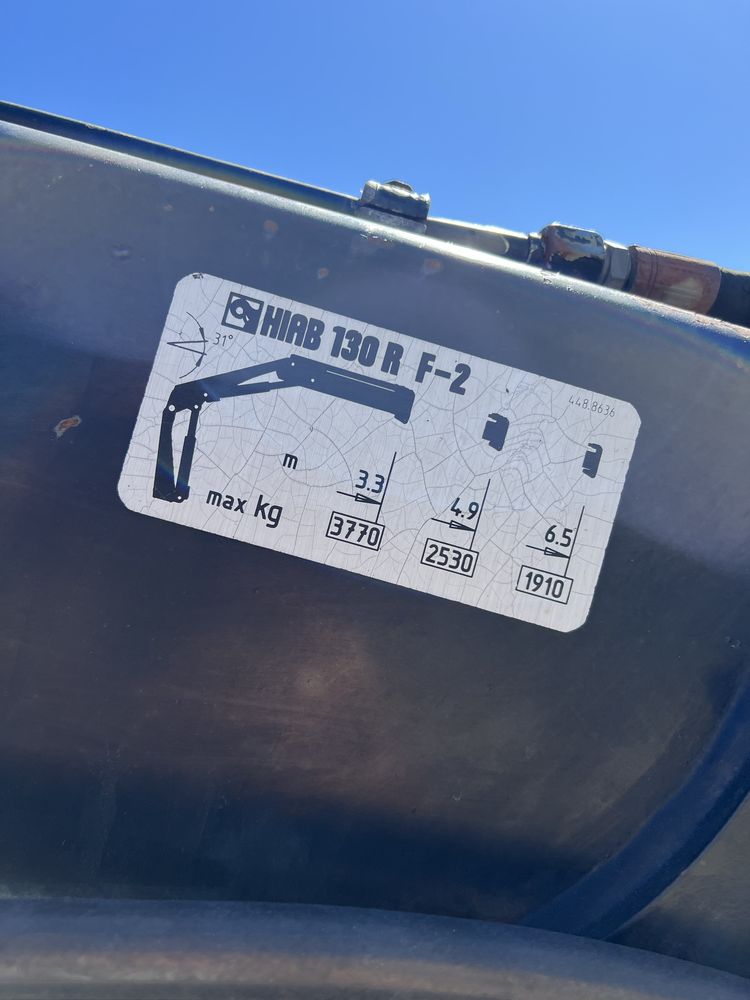 HIAB 130 R F-2
448.8636
31°
m 3.3 4.9 6.5
max kg 3770 2530 1910